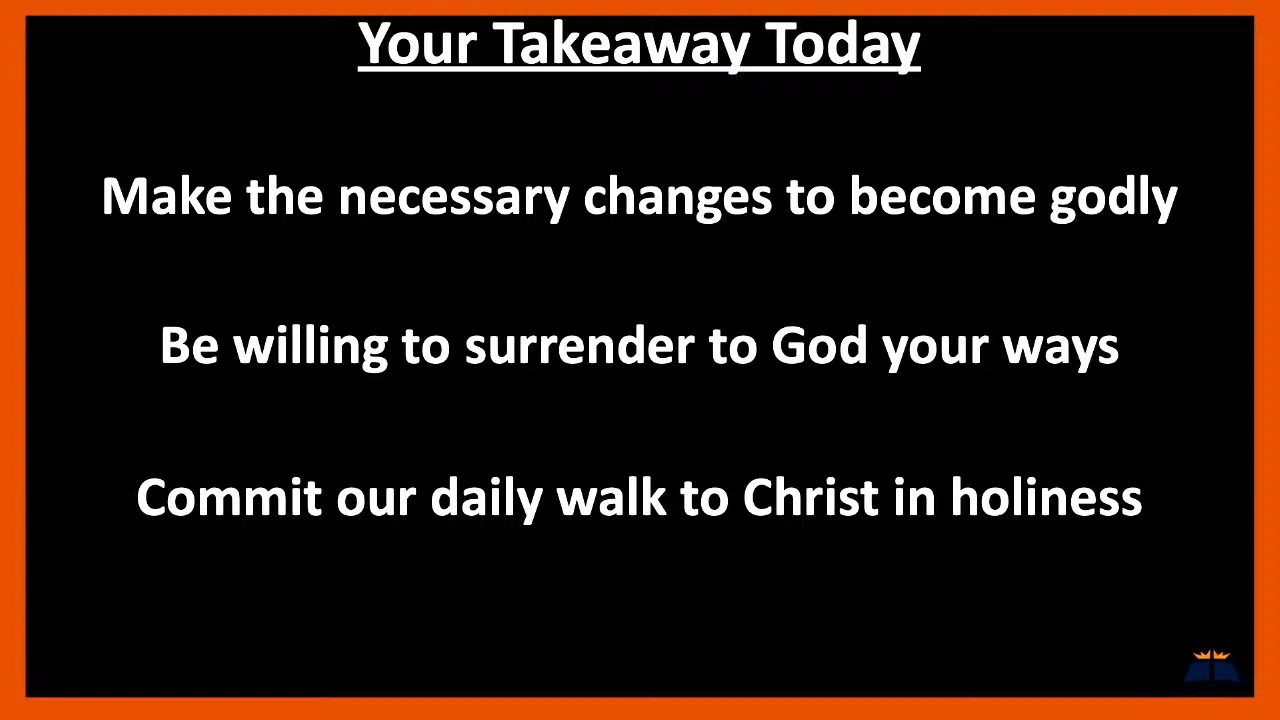 Your Takeaway Today
Make the necessary changes to become godly
Be willing to surrender to God your ways
Commit our daily walk to Christ in holiness